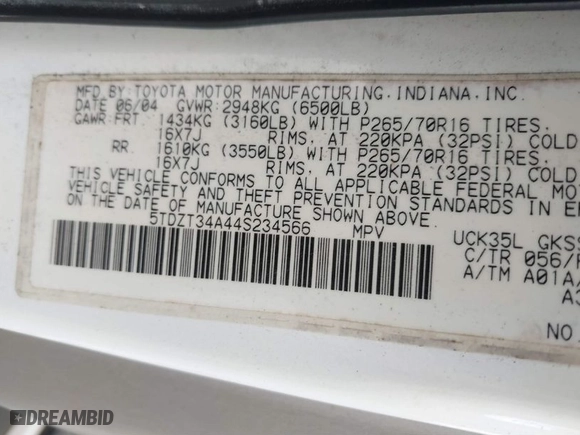 MFD.BY:TOYOTA MOTOR MANUFACTURING.INDIANA.INC.
DATE 06/04 GVWR:2948KG (6500LB)
GAWR:FRT 1434KG (3160LB) WITH P265/70R16 TIRES.
16X7J RIMS, AT 220KPA (32PSI) COLD
RR 1610KG (3550LB) WITH P265/70R16 TIRES.
16X7J RIMS, AT 220KPA (32PSI) COLD
THIS VEHICLE CONFORMS TO ALL APPLICABLE FEDERAL MO
VEHICLE SAFETY AND THEFT PREVENTION STANDARDS IN E
ON THE DATE OF MANUFACTURE SHOWN ABOVE.
5TDZT34A44S234566 MPV
UCK35L GKS
C/TR 056/
A/TM A01A/
NO.
DREAMBID